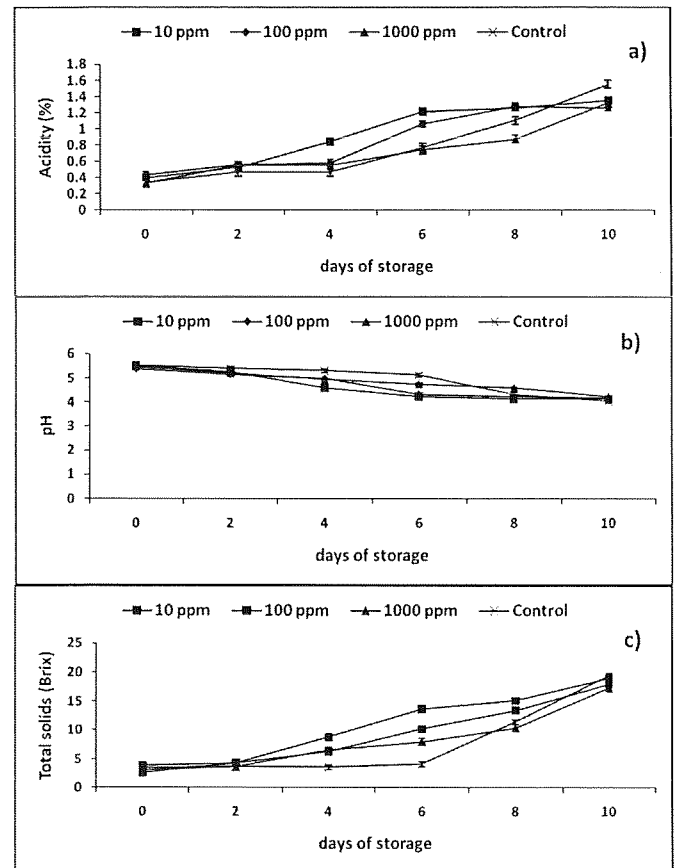 10 ppm 100 ppm 1000 ppm Control
a)
1.8
1.6
1.4
1.2
1
0.8
0.6
0.4
0.2
0
Acidity (%)
0 2 4 6 8 10
days of storage
10 ppm 100 ppm 1000 ppm Control
b)
6
5
4
3
2
1
0
pH
0 2 4 6 8 10
days of storage
10 ppm 100 ppm 1000 ppm Control
c)
25
20
15
10
5
0
Total solids (Brix)
0 2 4 6 8 10
days of storage